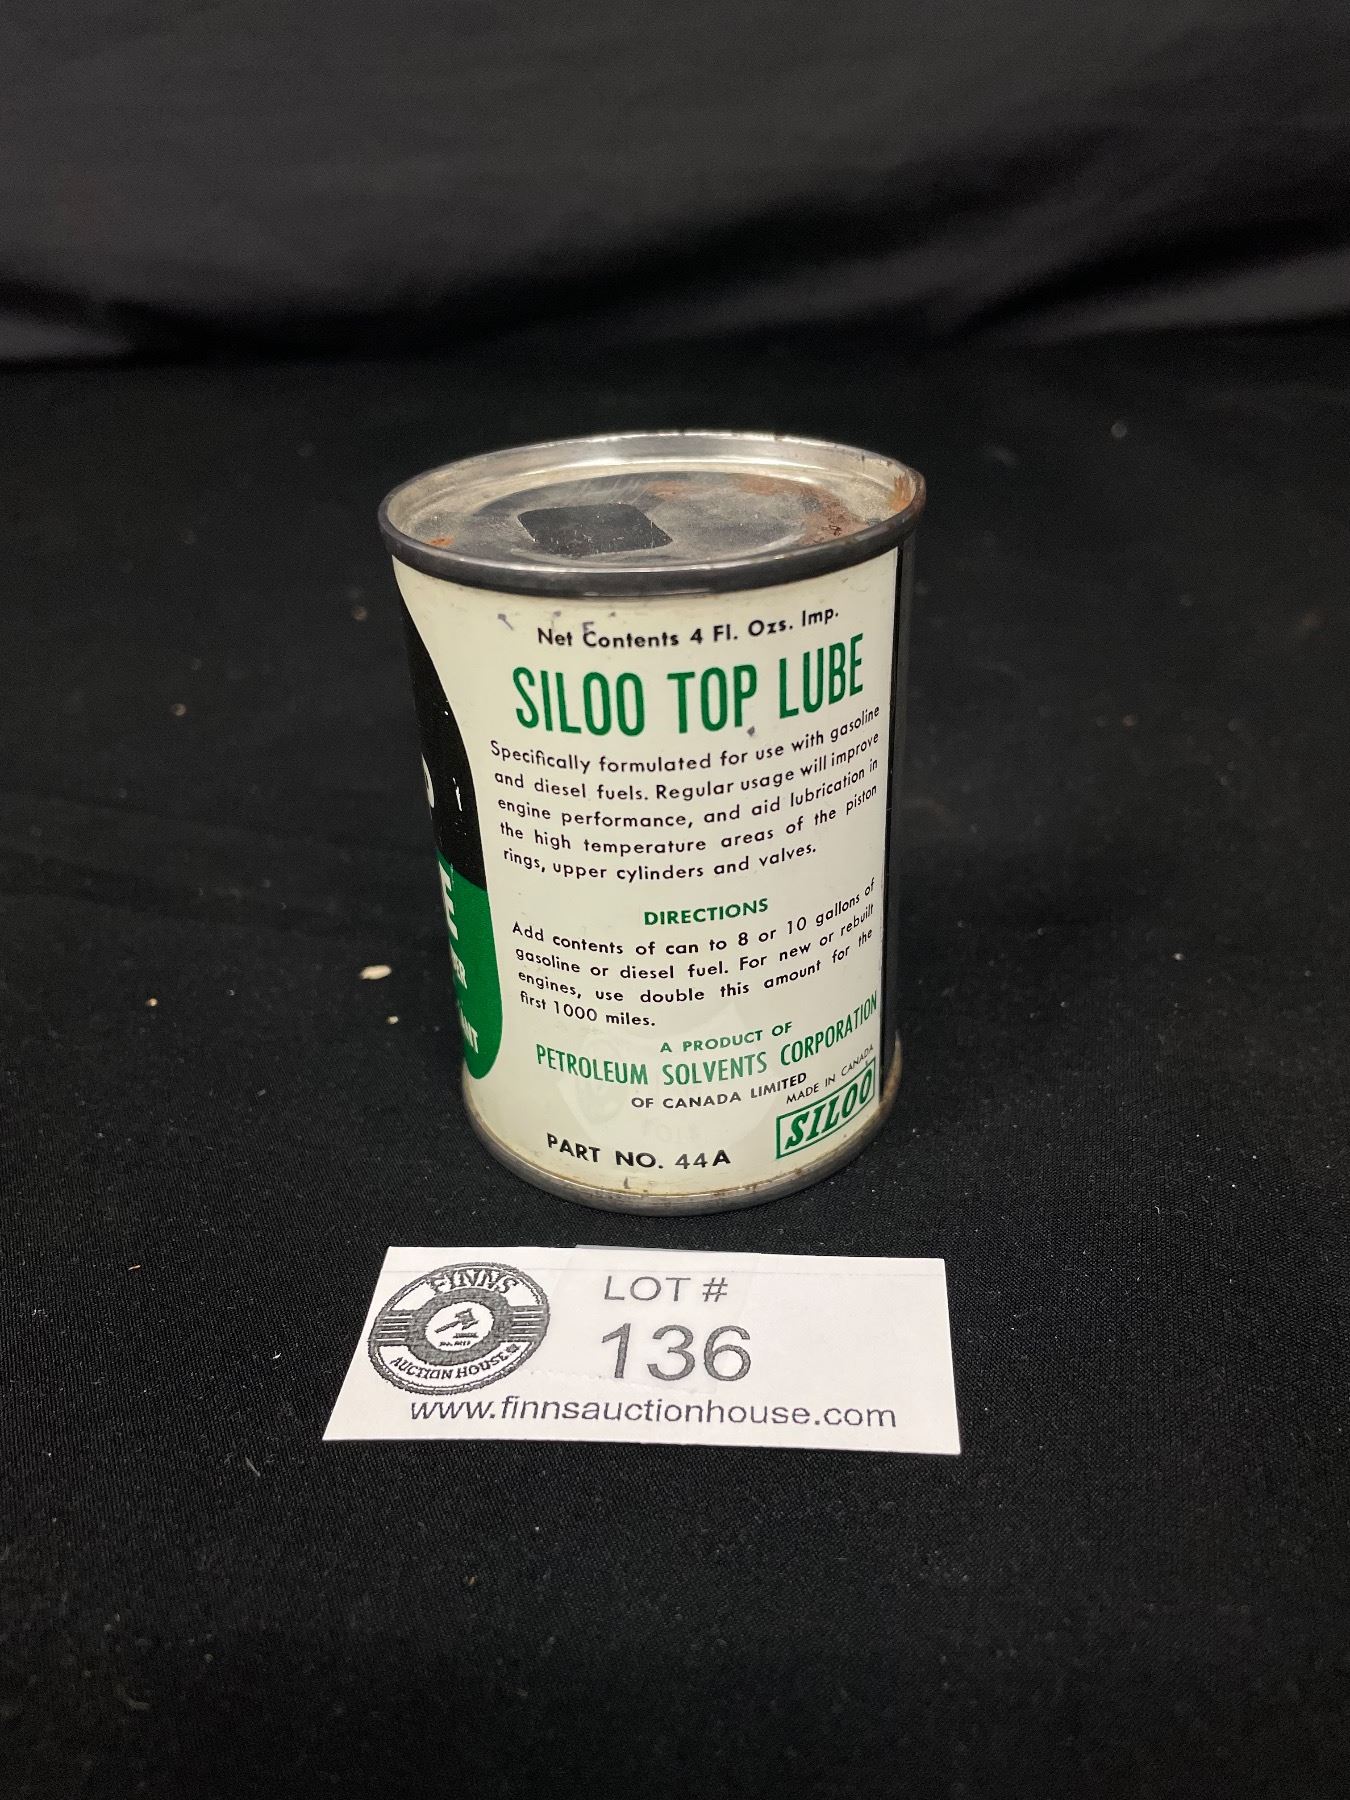 Net Contents 4 Fl. Ozs. Imp.
SILOO TOP LUBE
Specifically formulated for use with gasoline
and diesel fuels. Regular usage will improve
engine performance, and aid lubrication in
the high temperature areas of the piston
rings, upper cylinders and valves.
DIRECTIONS
Add contents of can to 8 or 10 gallons of
gasoline or diesel fuel. For new or rebuilt
engines, use double this amount for the
first 1000 miles.
A PRODUCT OF
PETROLEUM SOLVENTS CORPORATION
OF CANADA LIMITED
MADE IN CANADA
SILOO
PART NO. 44A
FINNS
AUCTION HOUSE
LOT #
136
www.finnsauctionhouse.com